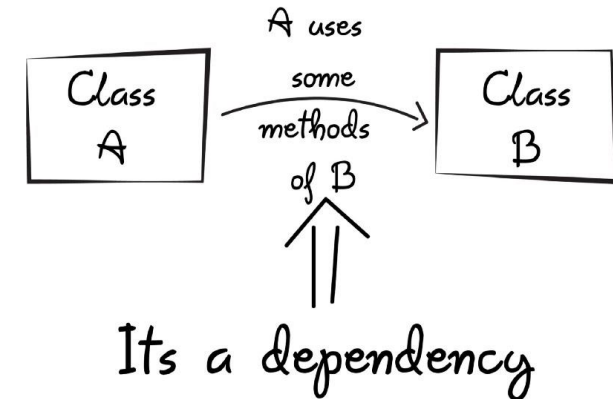 Class
A
A uses
some
methods
of B
Class
B
Its a dependency